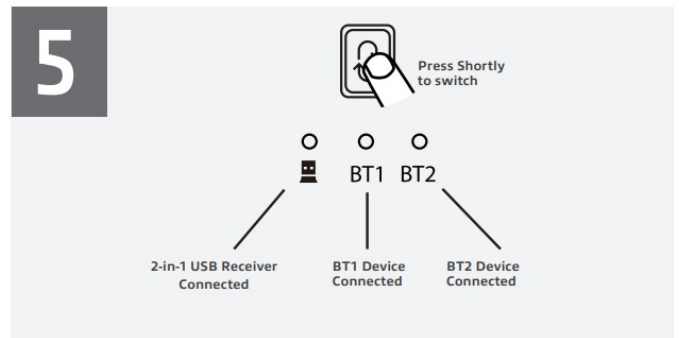 5
Press Shortly
to switch
BT1 BT2
2-in-1 USB Receiver
Connected
BT1 Device
Connected
BT2 Device
Connected